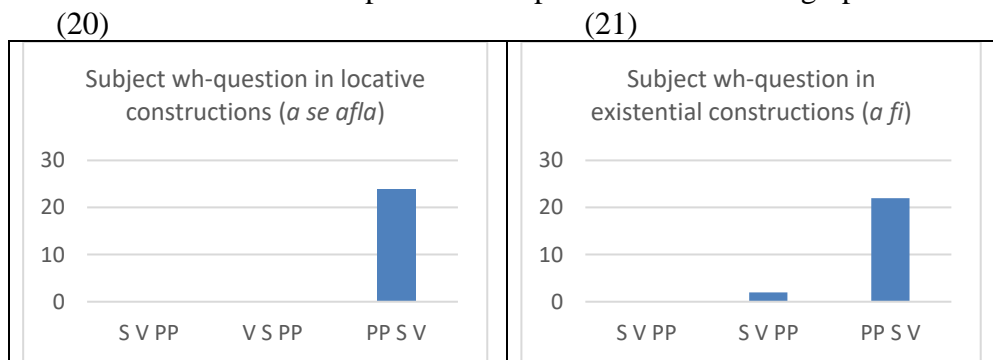 (20) (21)
Subject wh-question in locative
constructions (a se afla)
30
20
10
0
S V PP V S PP PP S V
Subject wh-question in
existential constructions (a fi)
30
20
10
0
S V PP S V PP PP S V